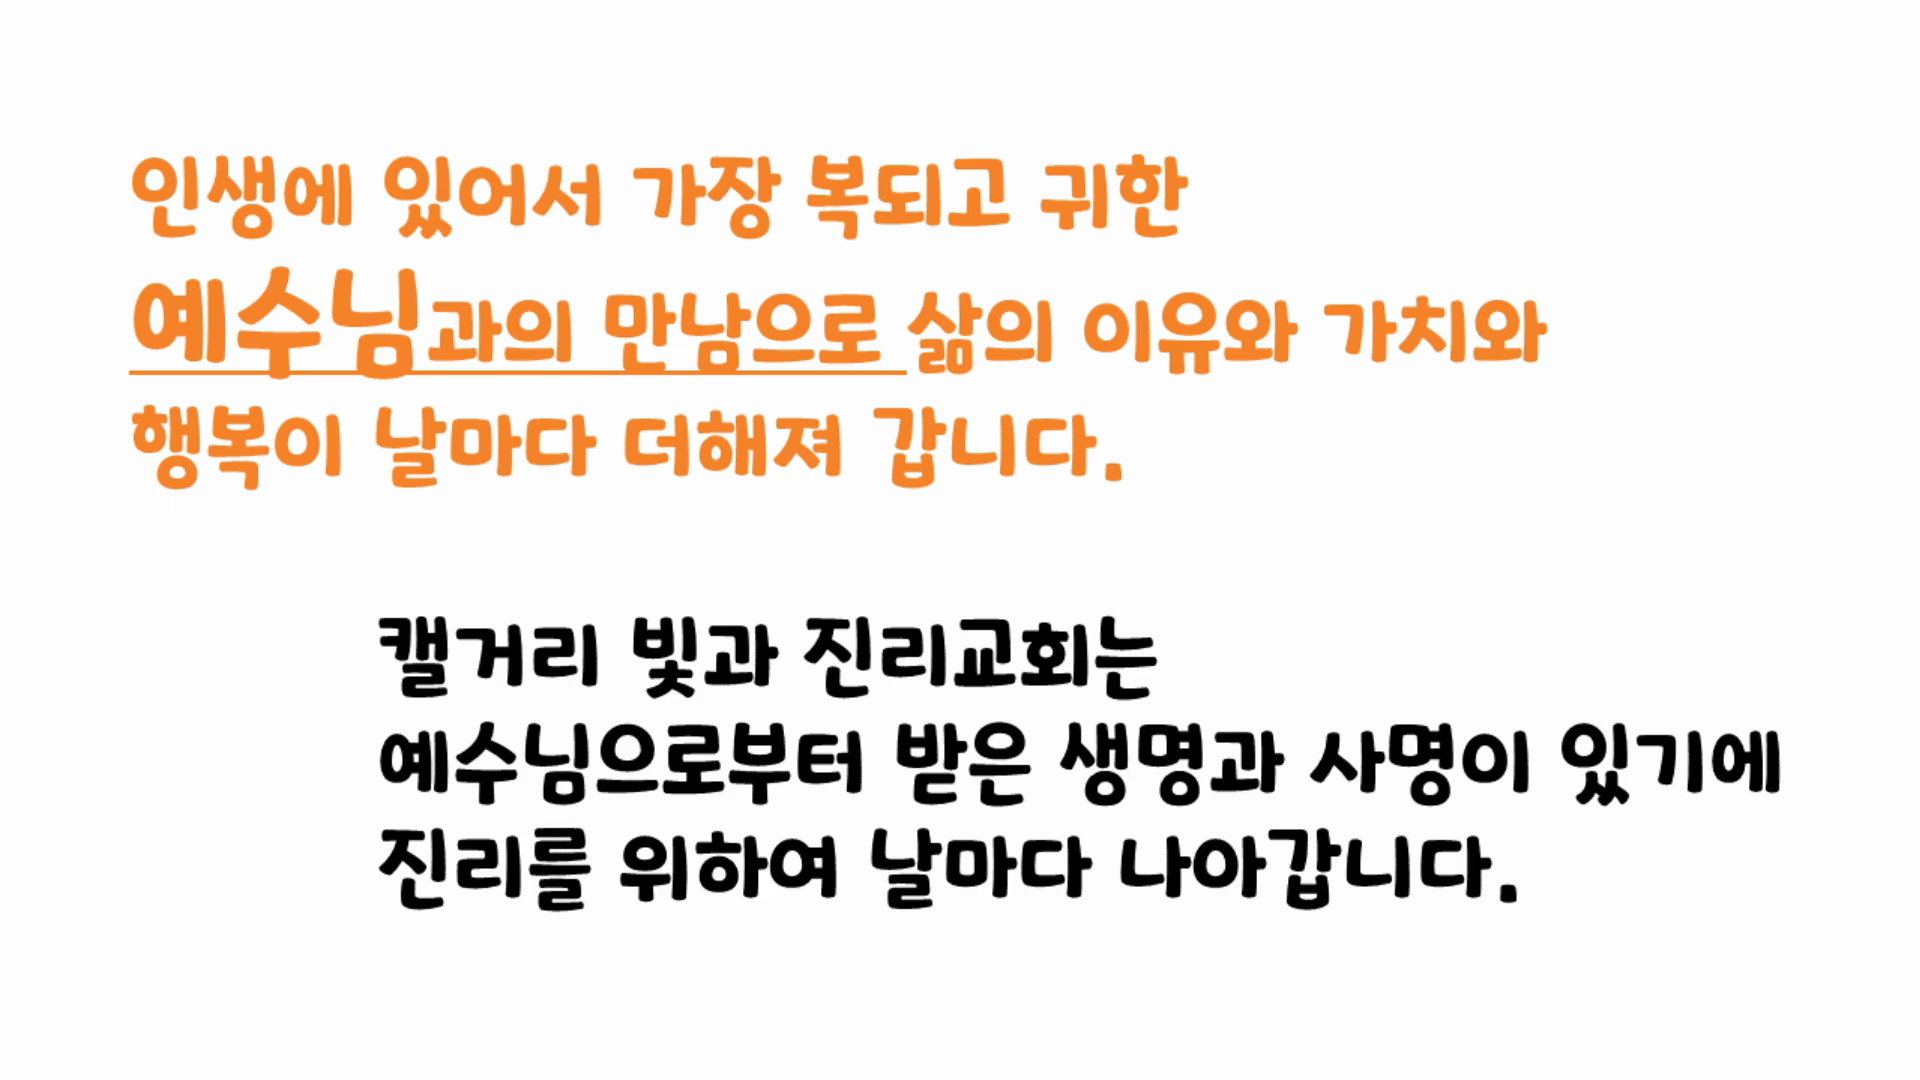 인생에 있어서 가장 복되고 귀한
예수님과의 만남으로 삶의 이유와 가치와
행복이 날마다 더해져 갑니다.
캘거리 빛과 진리교회는
예수님으로부터 받은 생명과 사명이 있기에
진리를 위하여 날마다 나아갑니다.